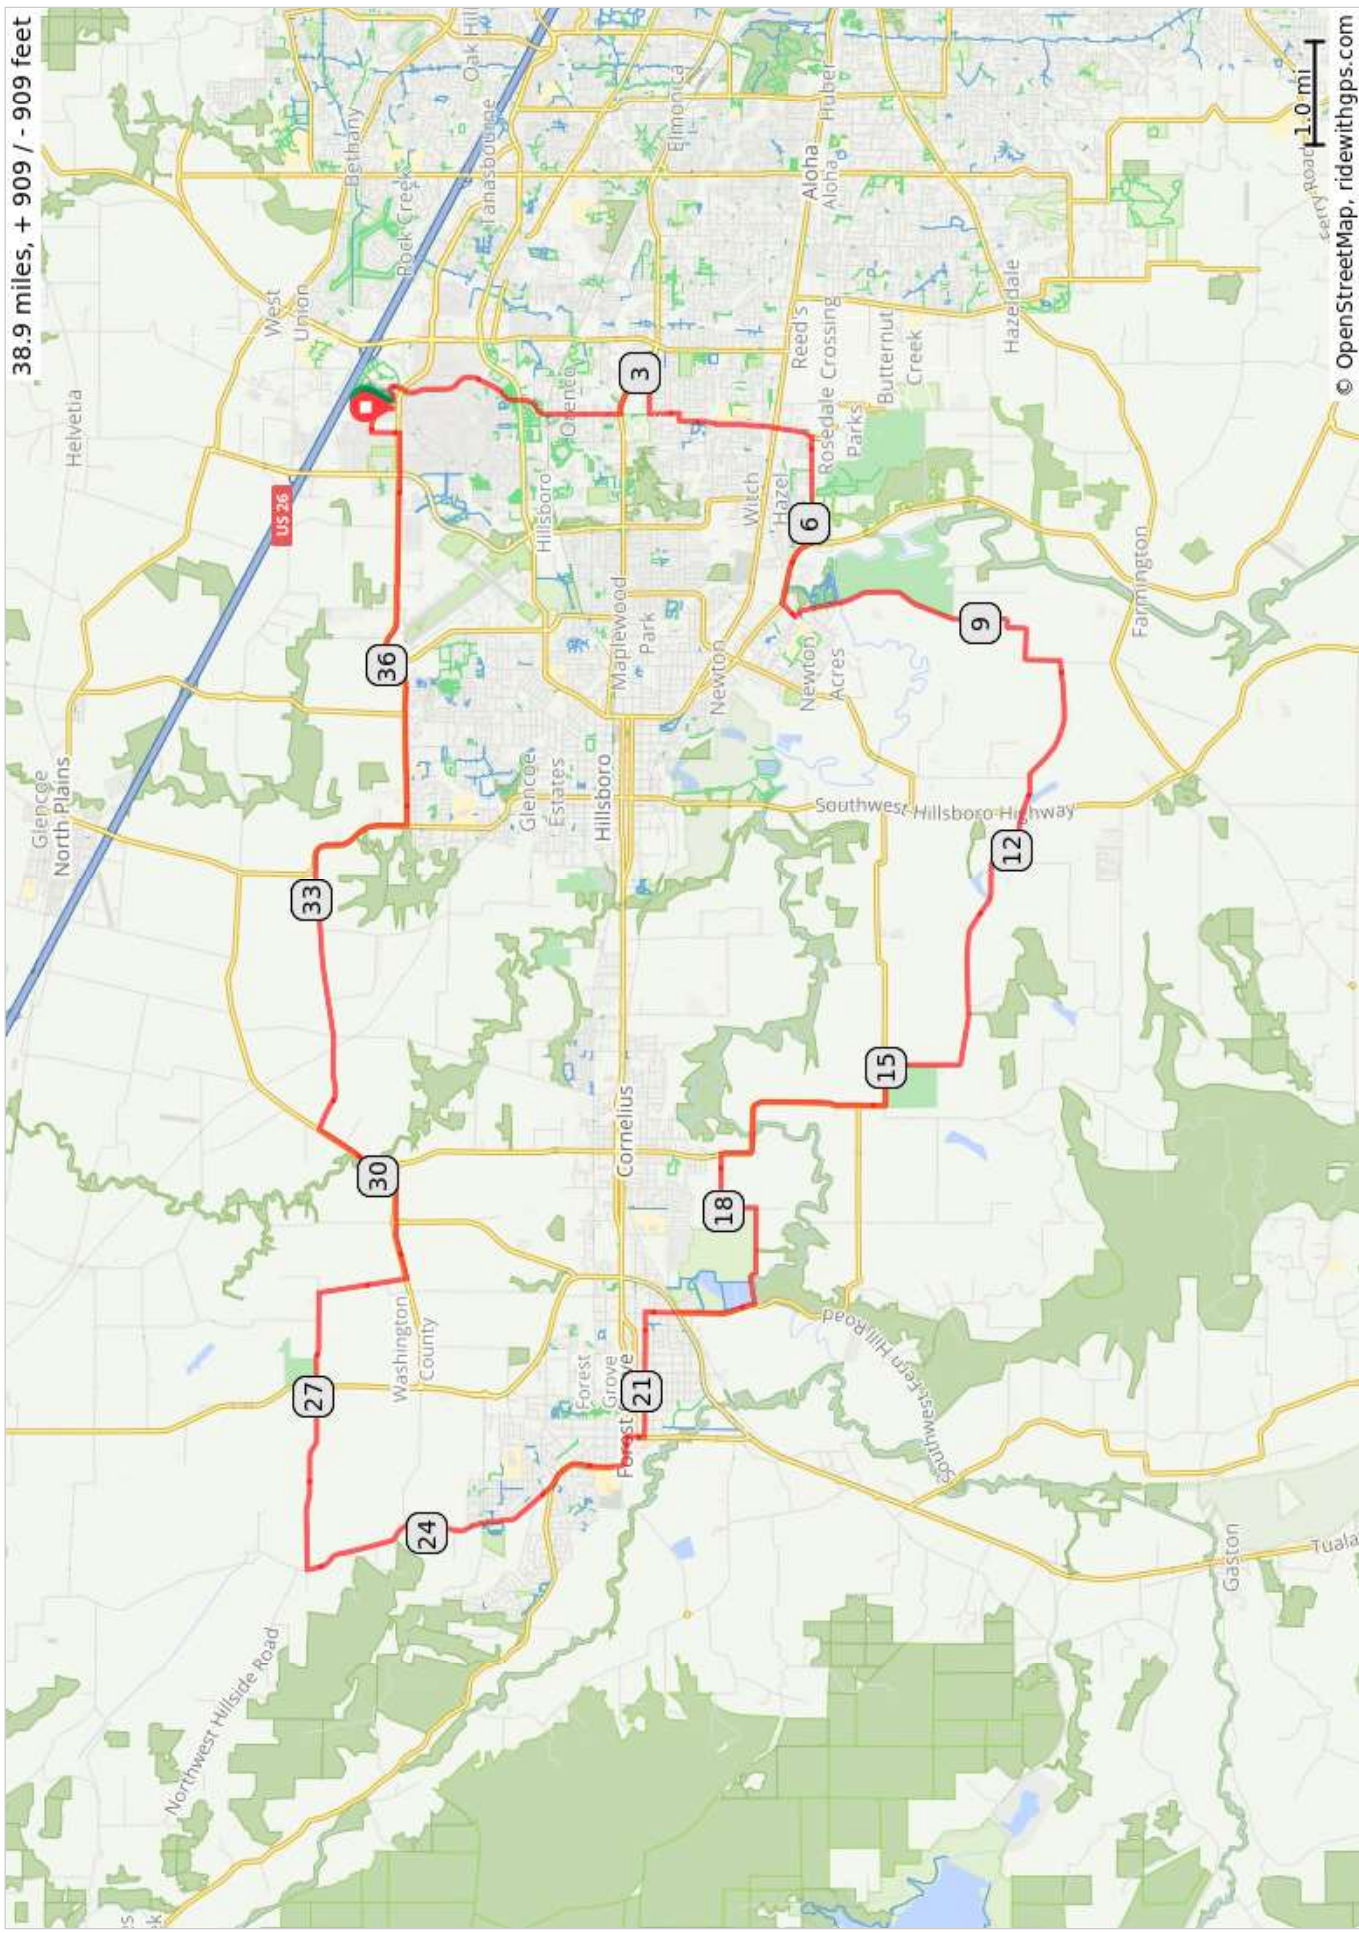 38.9 miles, + 909 / - 909 feet
Helvetia
West
Union
Bethany
Oak Hill
Rock Creek
Tanasbourne
Elmonica
Huber
Aloha
Aloha
Orenco
3
Reed's
Rosedale Crossing
Butternut
Creek
Parks
Hazeldale
1.0 mi
© OpenStreetMap, ridewithgps.com
US 26
Hillsboro
Witch
Hazel
6
Farmington
Maplewood
Park
Newton
Newton
Acres
9
36
Glencoe
North Plains
Glencoe
Estates
Hillsboro
Southwest Hillsboro Highway
12
33
15
30
Cornelius
18
Washington
County
27
Forest
Grove
Forest Grove
21
Southwest Fern Hill Road
24
Northwest Hillside Road
Gaston